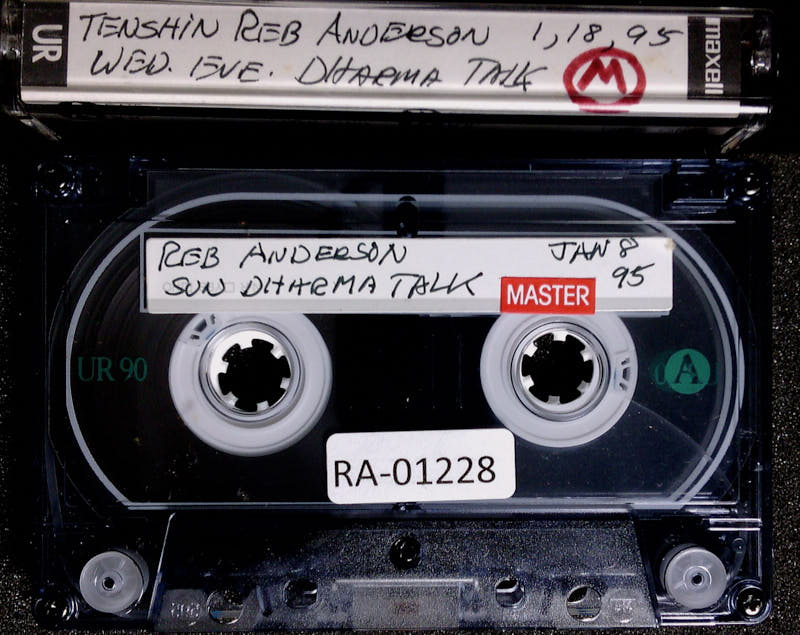 UR
TENSHIN REB ANDERSON 1,18,95
WED. EVE. DHARMA TALK
M
maxell
REB ANDERSON JAN 8
SUN DHARMA TALK 95
MASTER
UR 90
A
RA-01228